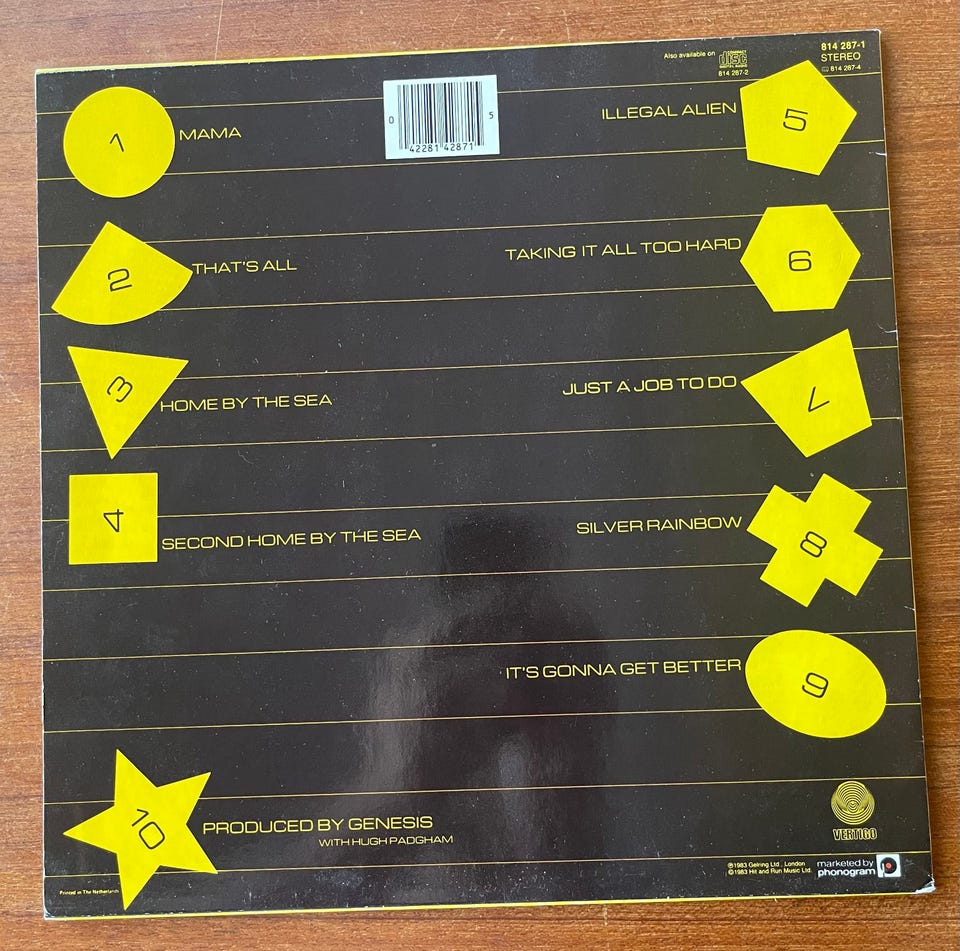 Also available on COMPACT disc DIGITAL AUDIO
814 287-2
814 287-1
STEREO
814 287-4
0 42281 42871 5
1 MAMA
2 THAT'S ALL
3 HOME BY THE SEA
4 SECOND HOME BY THE SEA
ILLEGAL ALIEN 5
TAKING IT ALL TOO HARD 6
JUST A JOB TO DO 7
SILVER RAINBOW 8
IT'S GONNA GET BETTER 9
10 PRODUCED BY GENESIS
WITH HUGH PADGHAM
VERTIGO
Printed in The Netherlands
℗1983 Gelring Ltd., London
©1983 Hit and Run Music Ltd.
marketed by
phonogram